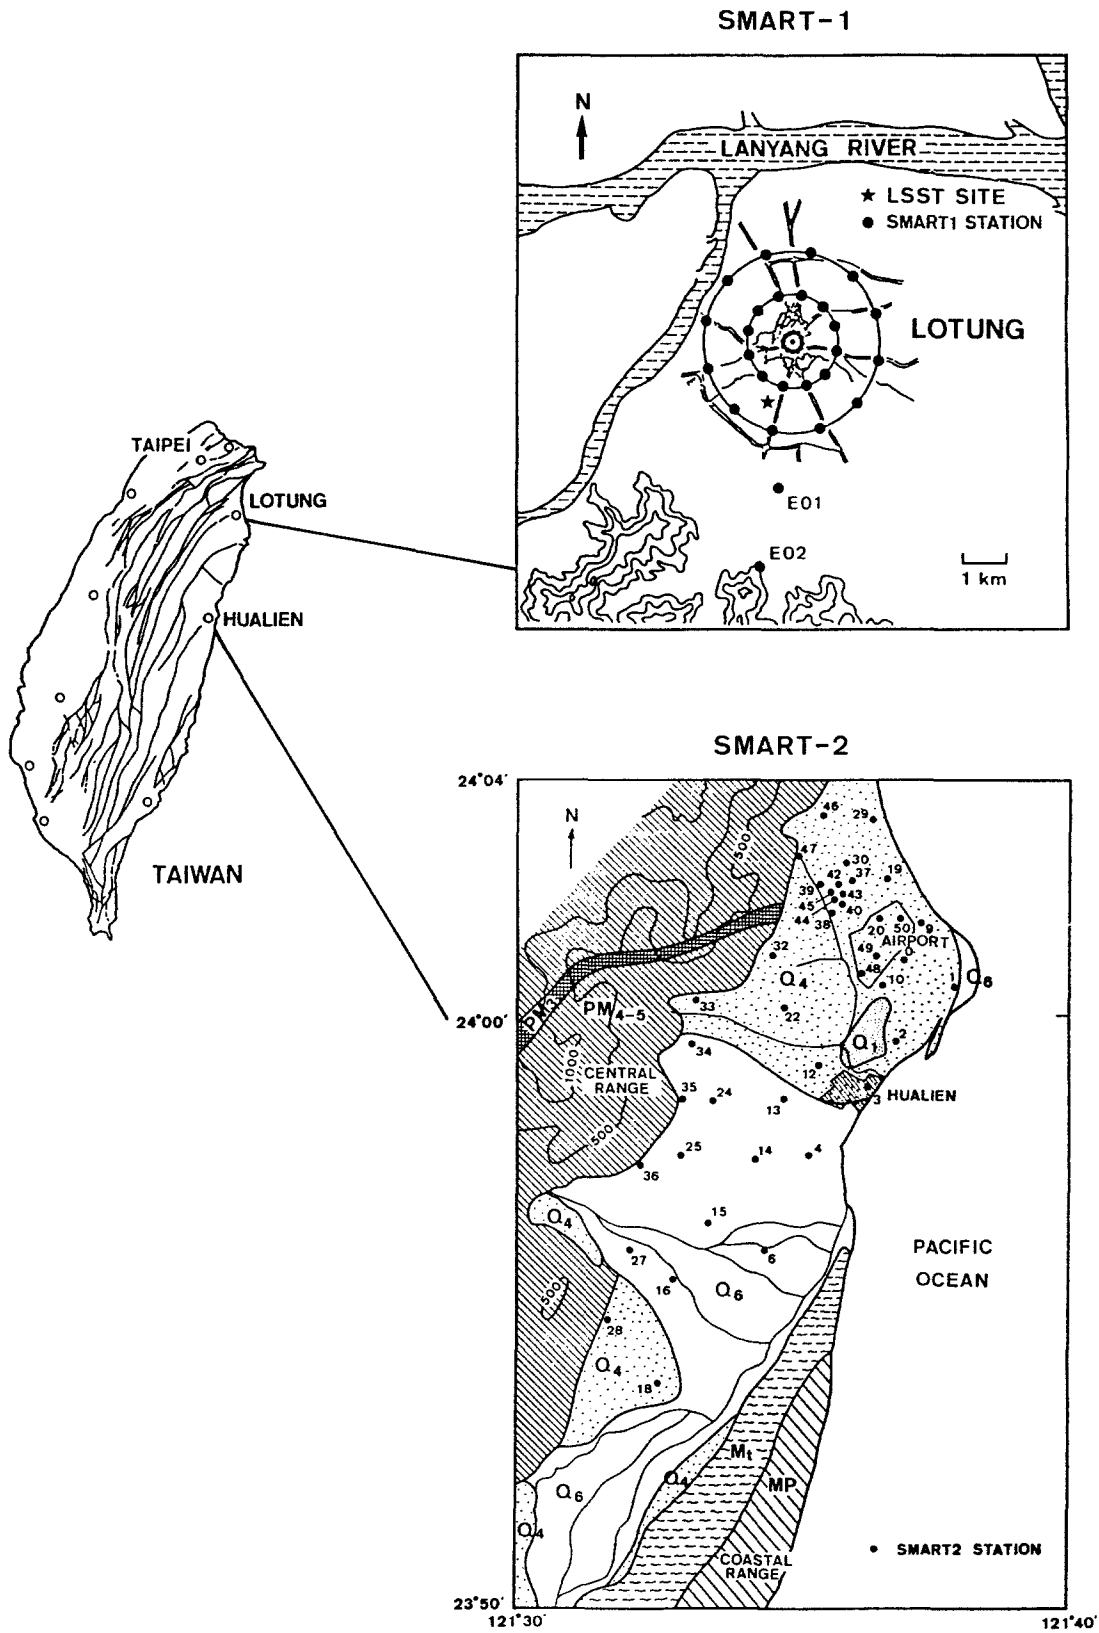 SMART-1
N
LANYANG RIVER
★ LSST SITE
● SMART1 STATION
LOTUNG
E01
E02
1 km
TAIPEI
LOTUNG
HUALIEN
TAIWAN
SMART-2
24°04'
N
46
29
500
47
30
37
19
42
39
43
45
40
44
38
20
50
9
AIRPORT
0
49
48
32
Q4
10
Q6
33
22
PM3
PM4-5
24°00'
Q1
2
34
12
1000
CENTRAL
RANGE
35
24
13
3
HUALIEN
500
25
14
4
36
15
Q4
27
6
16
Q6
PACIFIC
OCEAN
500
28
Q4
18
Mt
Q4
MP
Q6
Q4
● SMART2 STATION
COASTAL
RANGE
23°50'
121°30'
121°40'